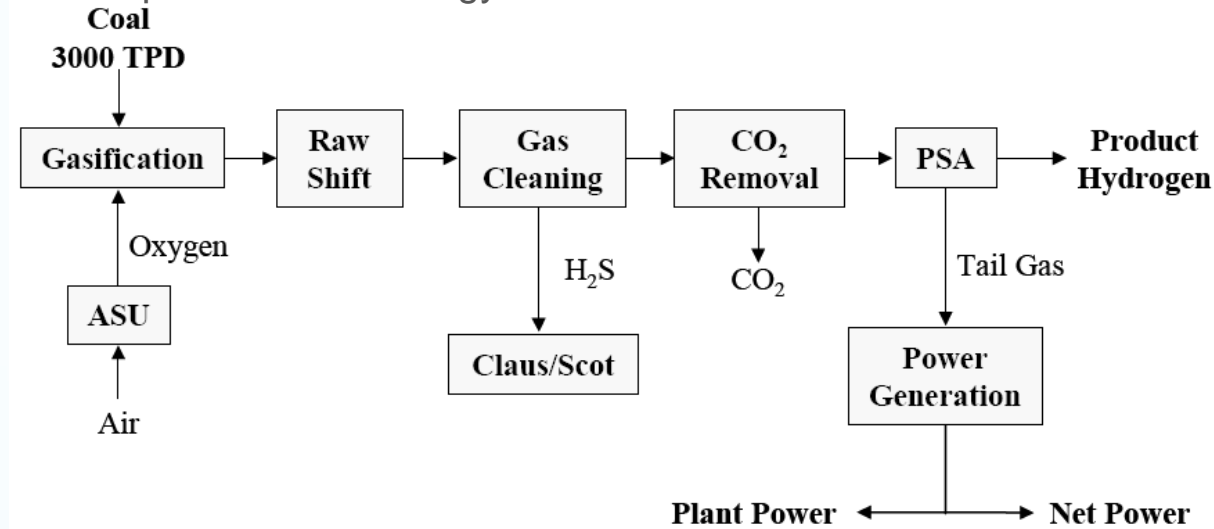 Coal
3000 TPD
Gasification
Raw
Shift
Gas
Cleaning
CO₂
Removal
PSA
Product
Hydrogen
Oxygen
H₂S
CO₂
Tail Gas
ASU
Claus/Scot
Power
Generation
Air
Plant Power
Net Power